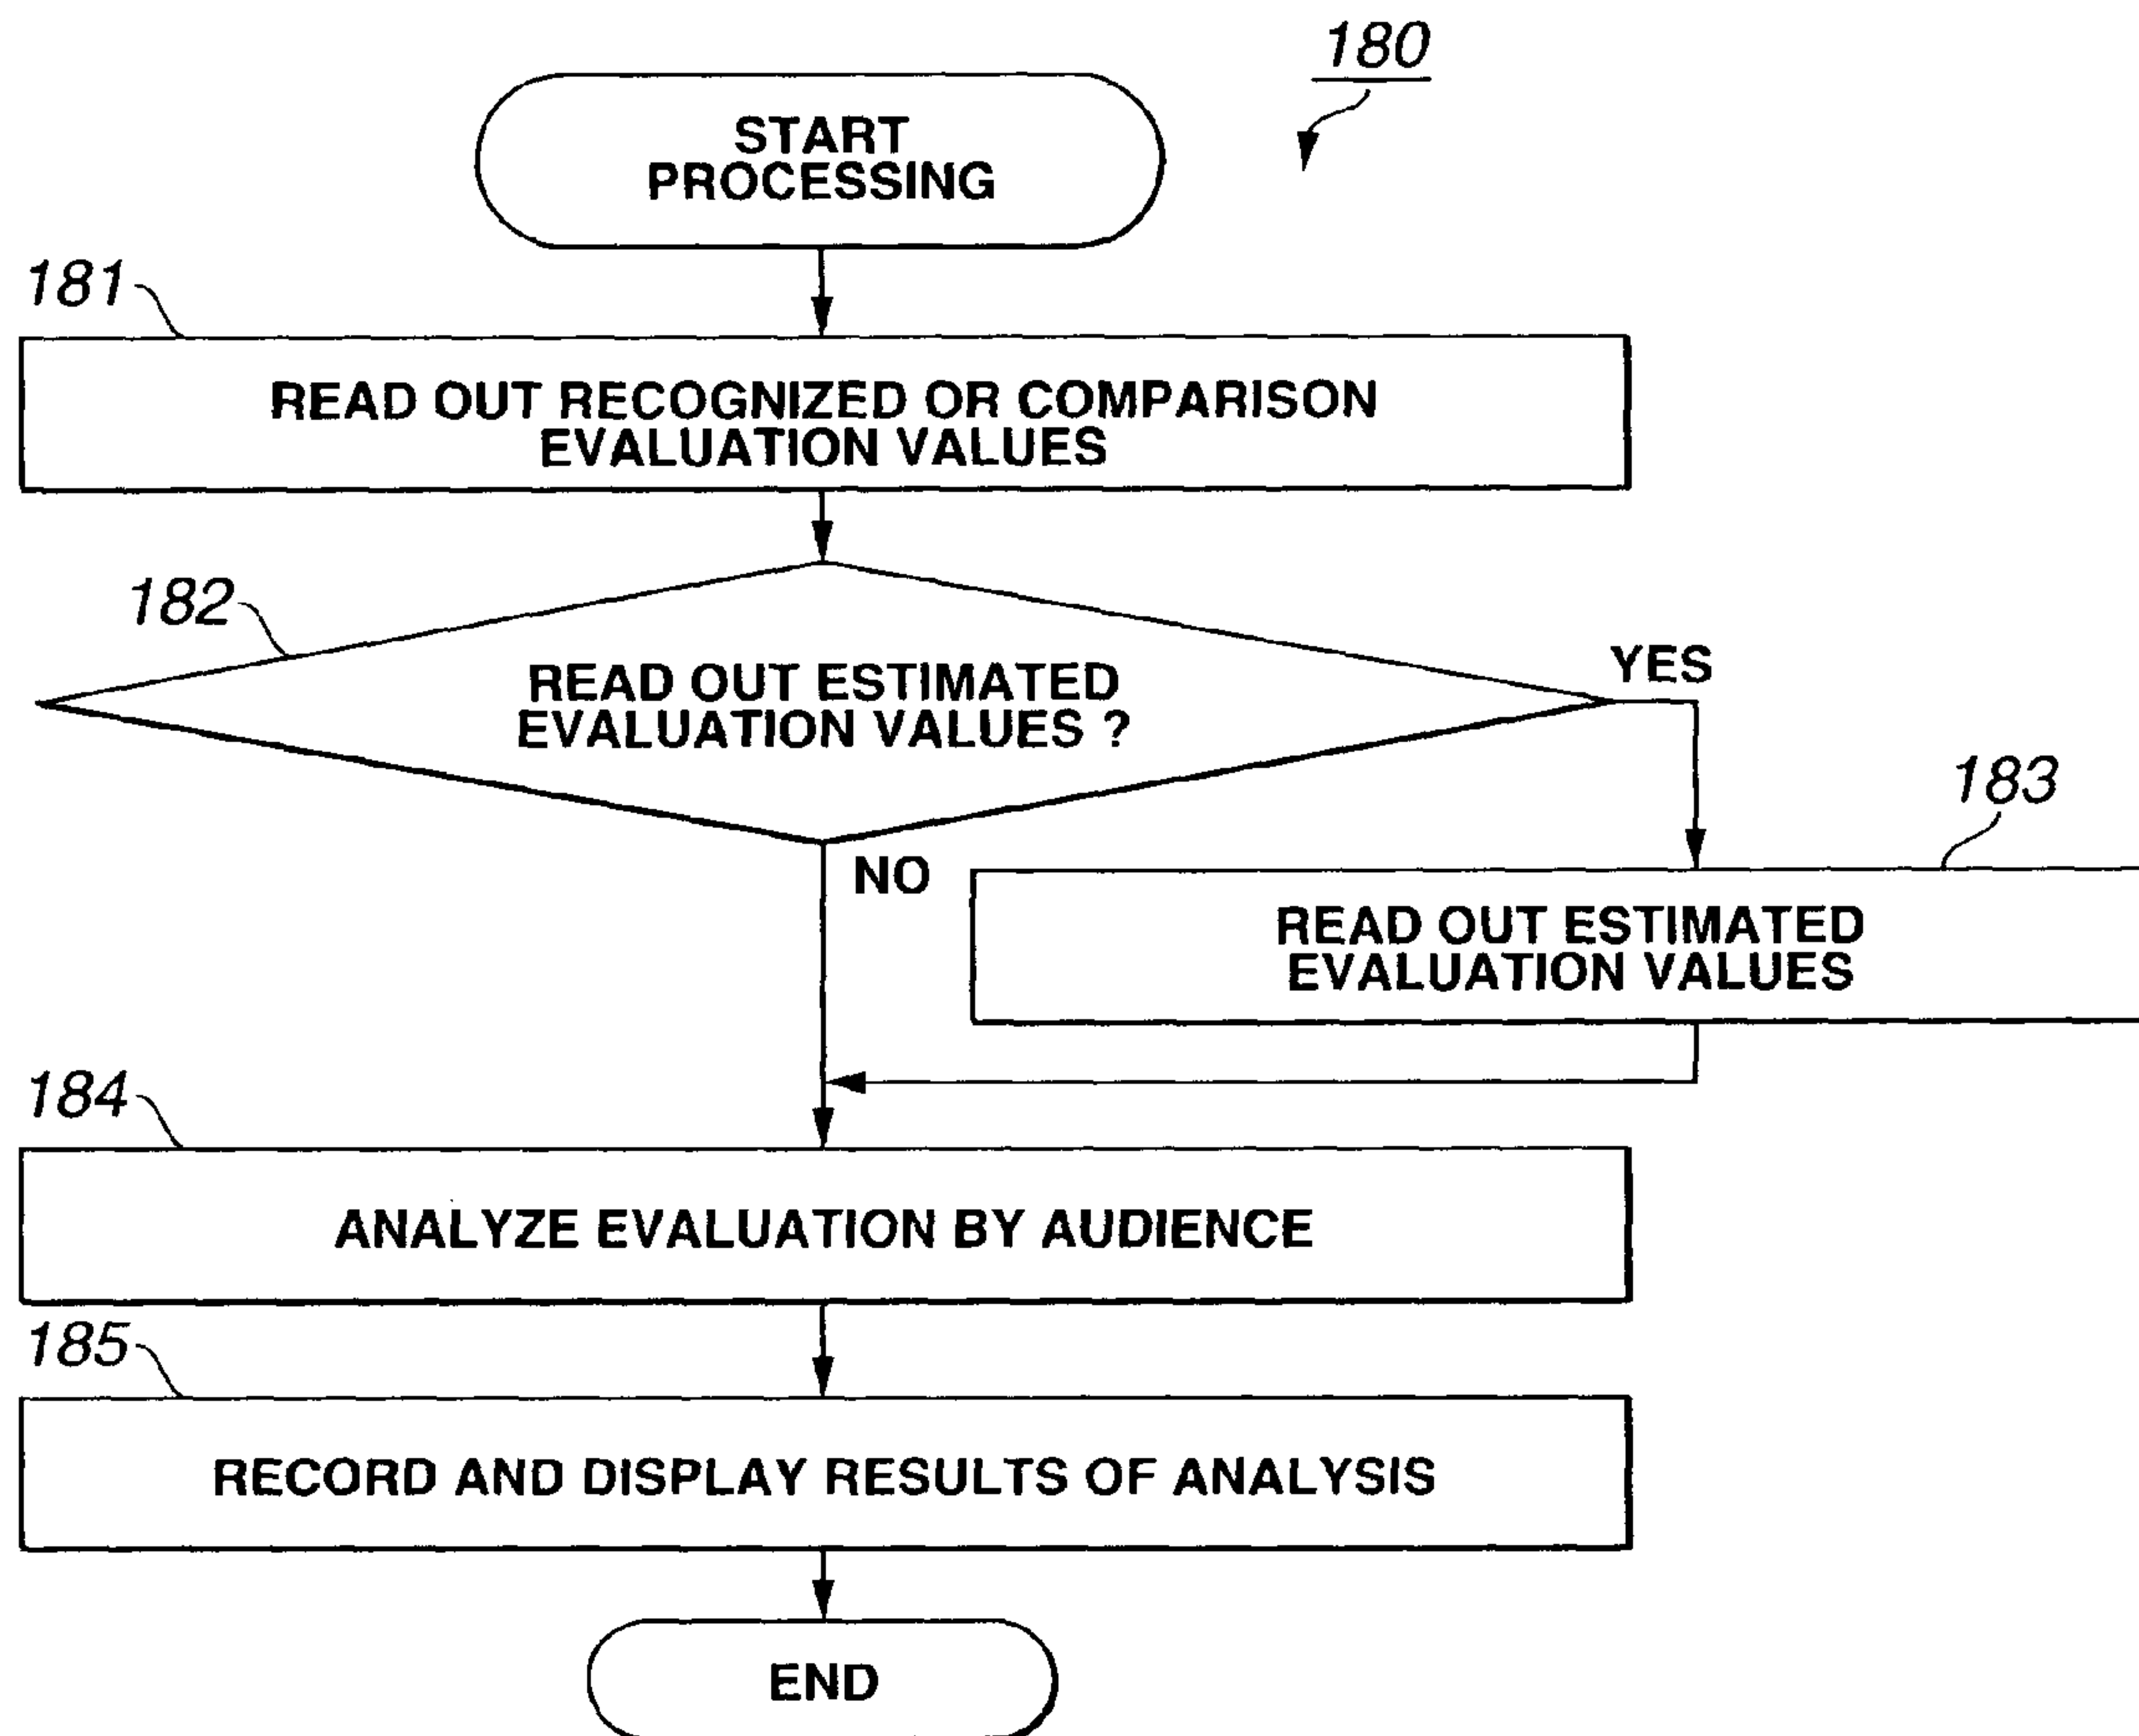 180
START
PROCESSING
181
READ OUT RECOGNIZED OR COMPARISON
EVALUATION VALUES
182
READ OUT ESTIMATED
EVALUATION VALUES ?
YES
NO
183
READ OUT ESTIMATED
EVALUATION VALUES
184
ANALYZE EVALUATION BY AUDIENCE
185
RECORD AND DISPLAY RESULTS OF ANALYSIS
END